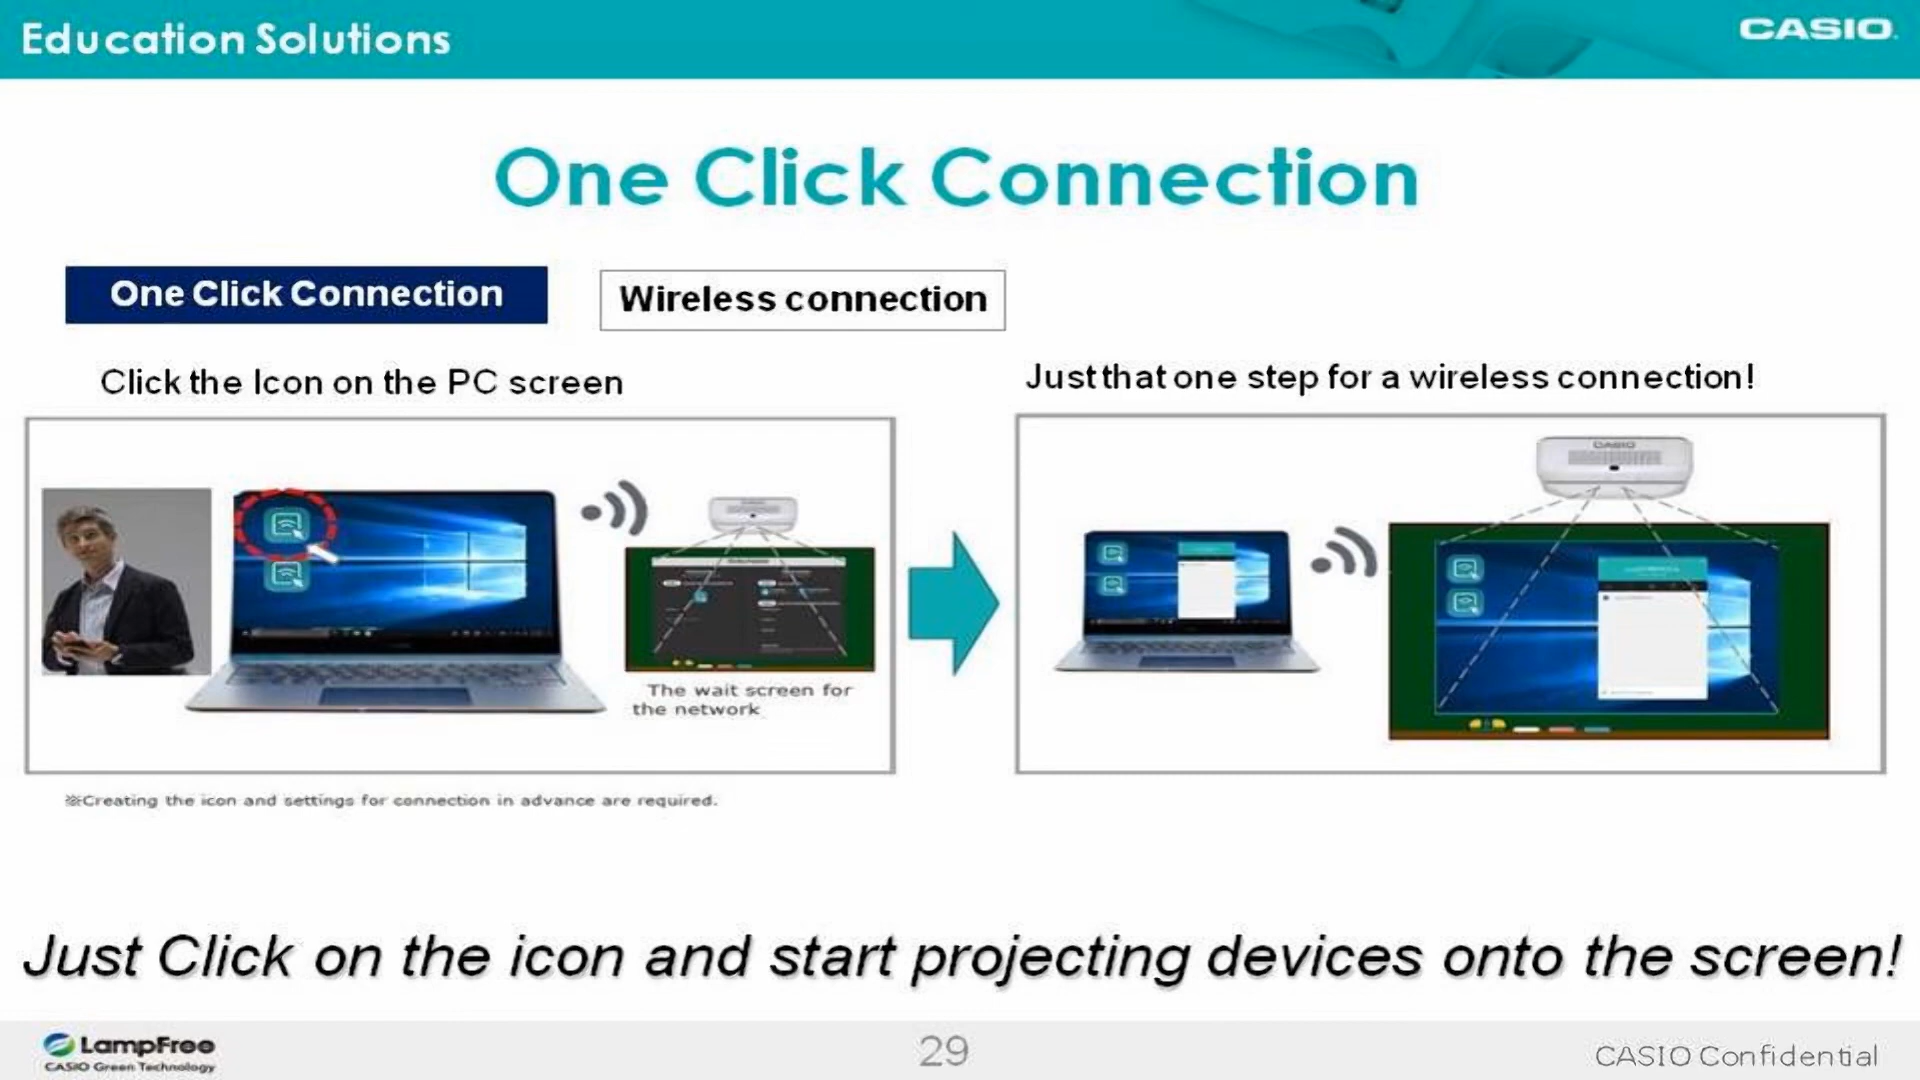 Education Solutions
CASIO
One Click Connection
One Click Connection
Wireless connection
Click the Icon on the PC screen
Just that one step for a wireless connection!
CASIO
The wait screen for
the network
※Creating the icon and settings for connection in advance are required.
Just Click on the icon and start projecting devices onto the screen!
LampFree
CASIO Green Technology
29
CASIO Confidential